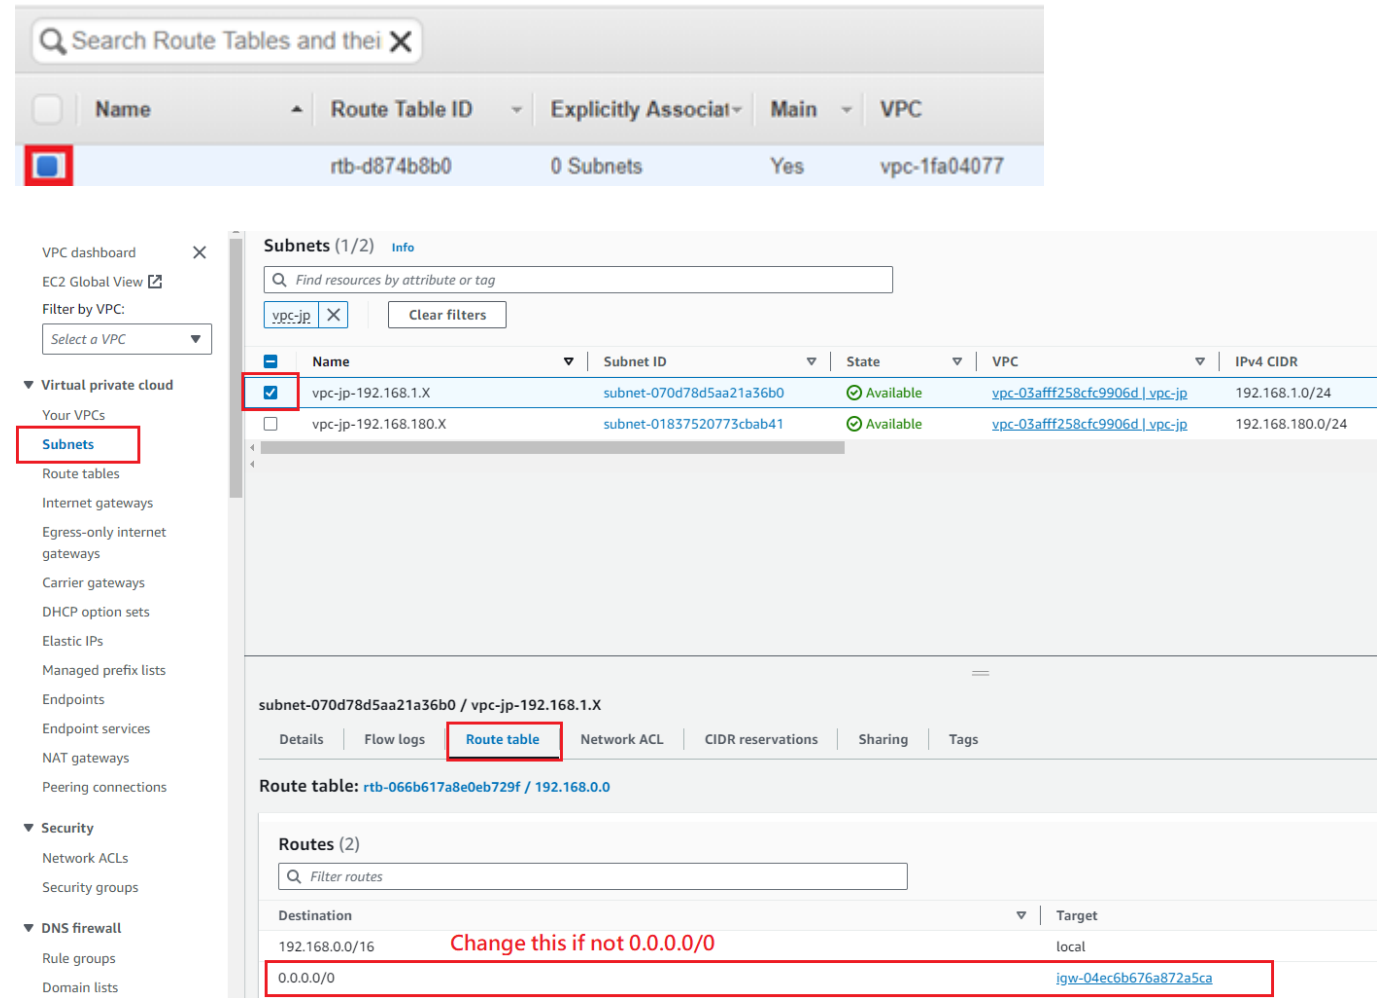 Search Route Tables and thei
Name Route Table ID Explicitly Associat Main VPC
rtb-d874b8b0 0 Subnets Yes vpc-1fa04077
VPC dashboard
EC2 Global View
Filter by VPC:
Select a VPC
Virtual private cloud
Your VPCs
Subnets
Route tables
Internet gateways
Egress-only internet
gateways
Carrier gateways
DHCP option sets
Elastic IPs
Managed prefix lists
Endpoints
Endpoint services
NAT gateways
Peering connections
Security
Network ACLs
Security groups
DNS firewall
Rule groups
Domain lists
Subnets (1/2) Info
Find resources by attribute or tag
vpc-jp Clear filters
Name Subnet ID State VPC IPv4 CIDR
vpc-jp-192.168.1.X subnet-070d78d5aa21a36b0 Available vpc-03afff258cfc9906d | vpc-jp 192.168.1.0/24
vpc-jp-192.168.180.X subnet-01837520773cbab41 Available vpc-03afff258cfc9906d | vpc-jp 192.168.180.0/24
subnet-070d78d5aa21a36b0 / vpc-jp-192.168.1.X
Details Flow logs Route table Network ACL CIDR reservations Sharing Tags
Route table: rtb-066b617a8e0eb729f / 192.168.0.0
Routes (2)
Filter routes
Destination Target
192.168.0.0/16 Change this if not 0.0.0.0/0 local
0.0.0.0/0 igw-04ec6b676a872a5ca